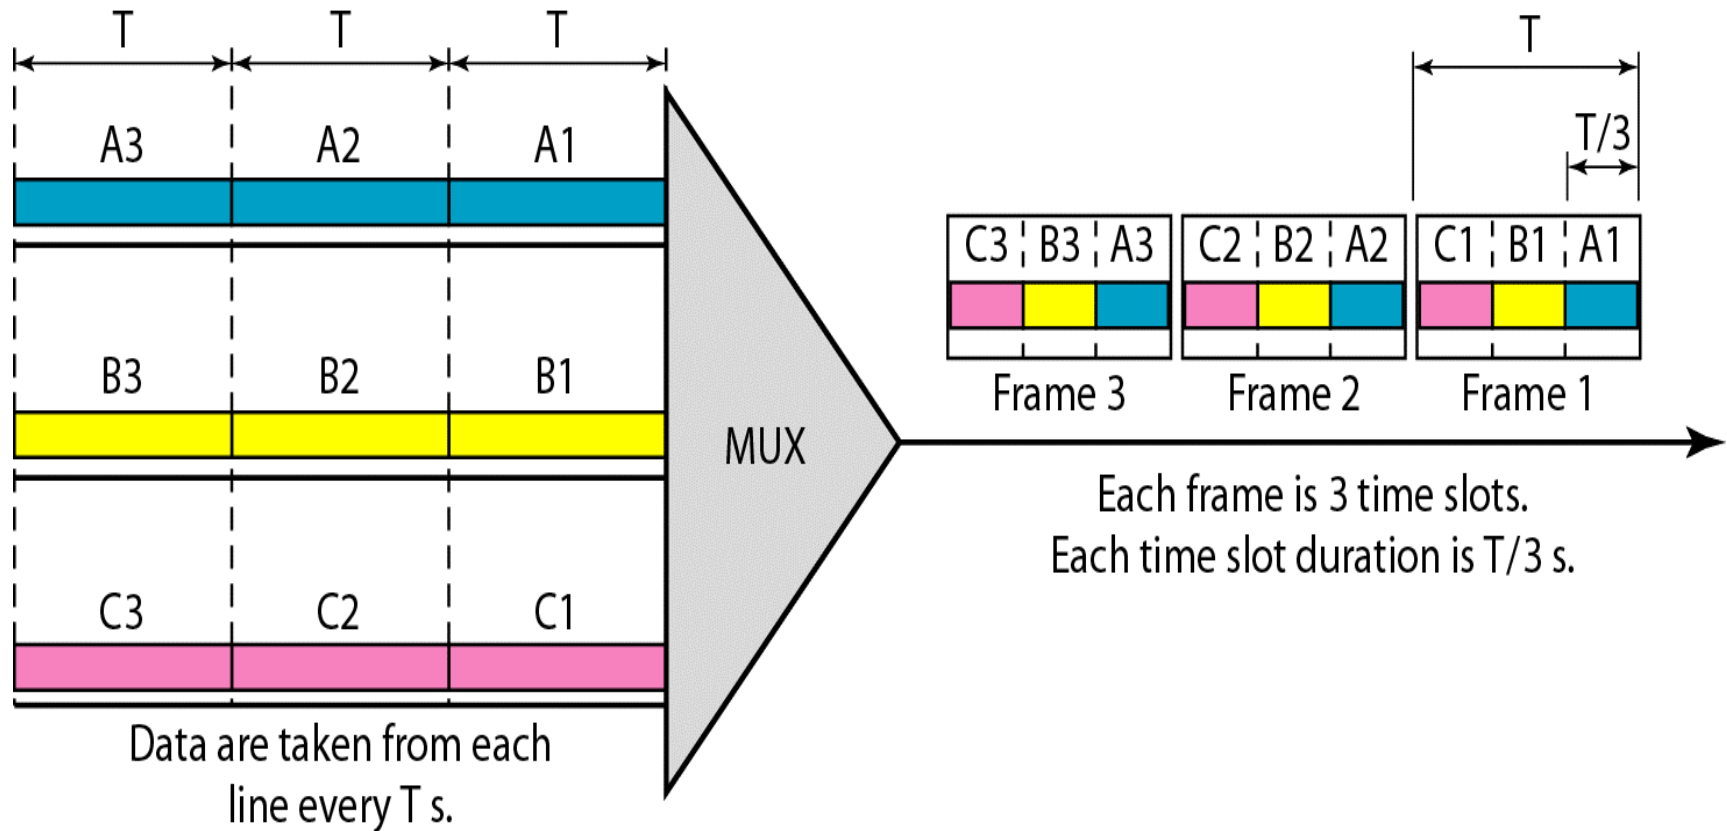 T T T
T
T/3
A3 A2 A1
C3 B3 A3 C2 B2 A2 C1 B1 A1
B3 B2 B1
Frame 3 Frame 2 Frame 1
MUX
Each frame is 3 time slots.
Each time slot duration is T/3 s.
C3 C2 C1
Data are taken from each
line every T s.